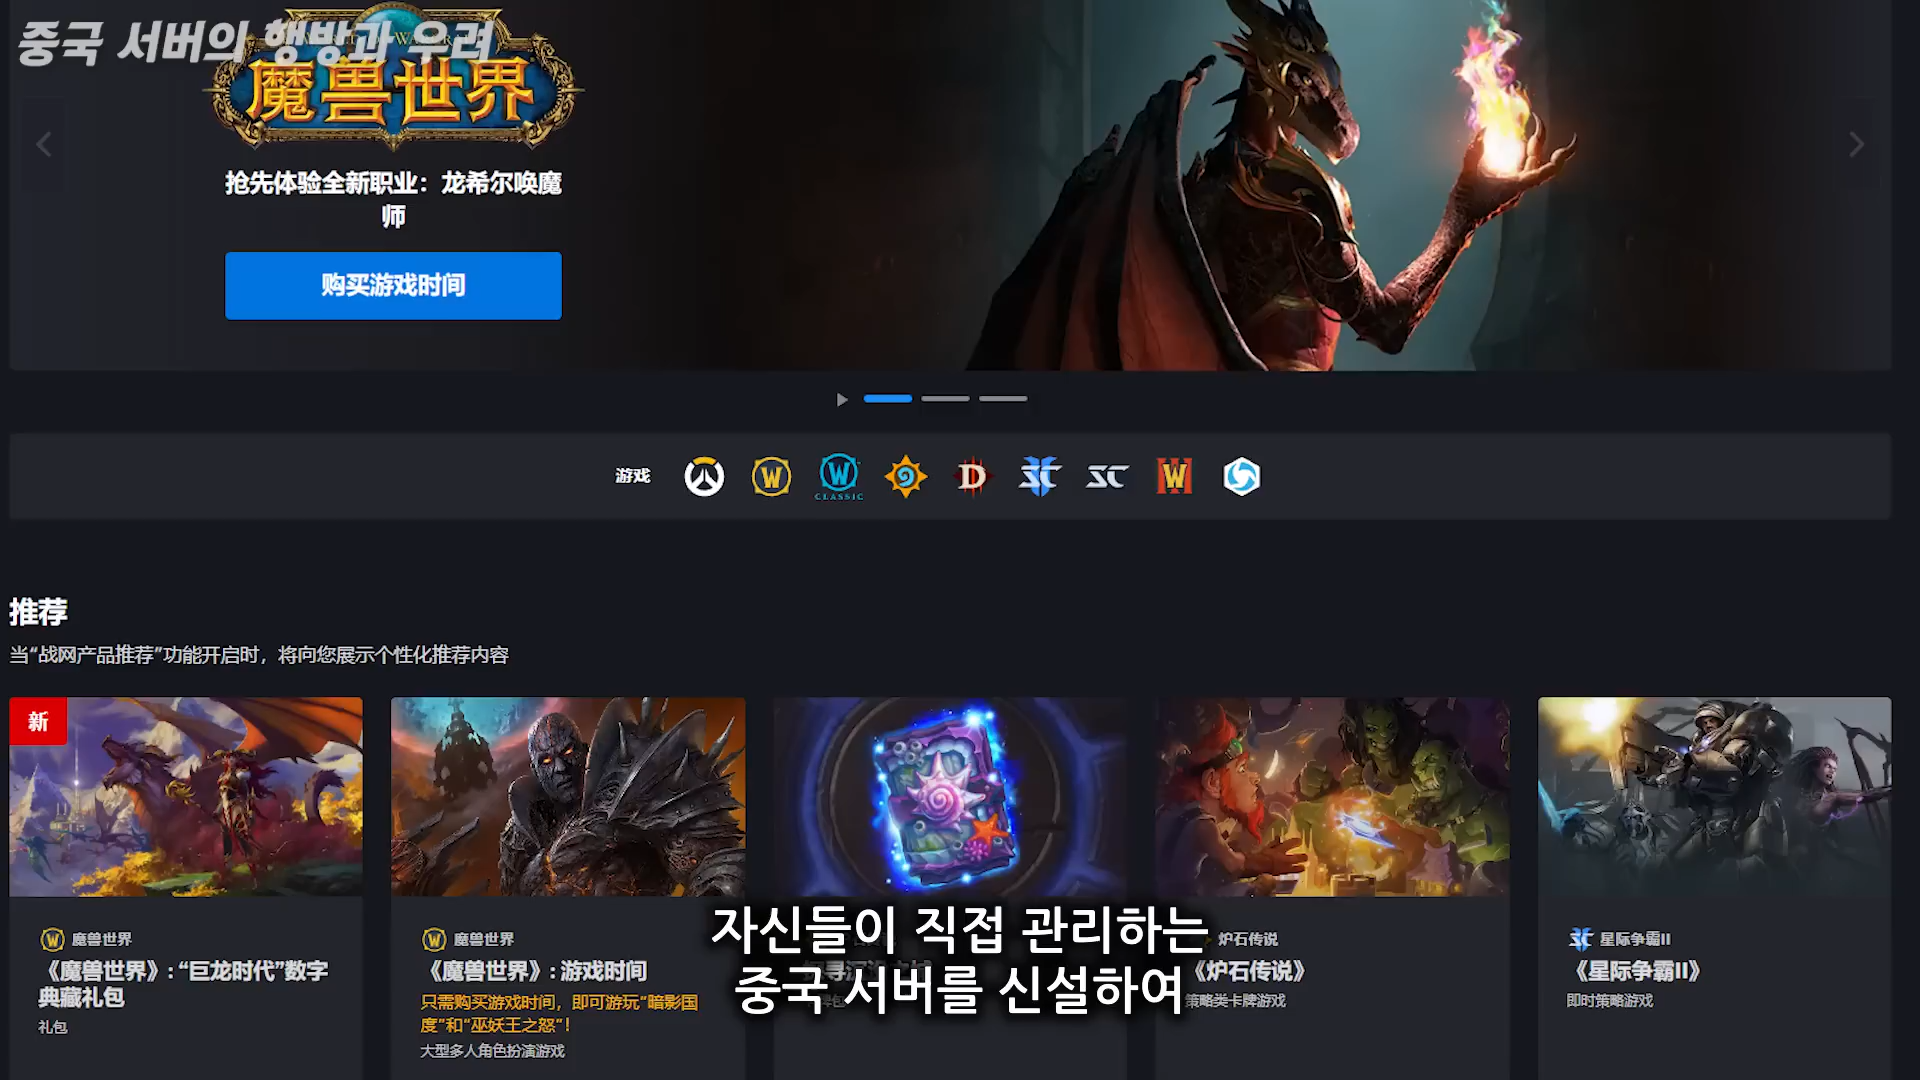 중국 서버의 행방과 우려
魔兽世界
抢先体验全新职业：龙希尔唤魔
师
购买游戏时间
游戏
CLASSIC
推荐
当“战网产品推荐”功能开启时，将向您展示个性化推荐内容
新
魔兽世界
《魔兽世界》：“巨龙时代”数字
典藏礼包
礼包
魔兽世界
《魔兽世界》: 游戏时间
只需购买游戏时间，即可游玩“暗影国
度”和“巫妖王之怒”！
大型多人角色扮演游戏
炉石传说
《炉石传说》
策略类卡牌游戏
星际争霸II
《星际争霸II》
即时策略游戏
자신들이 직접 관리하는
중국 서버를 신설하여